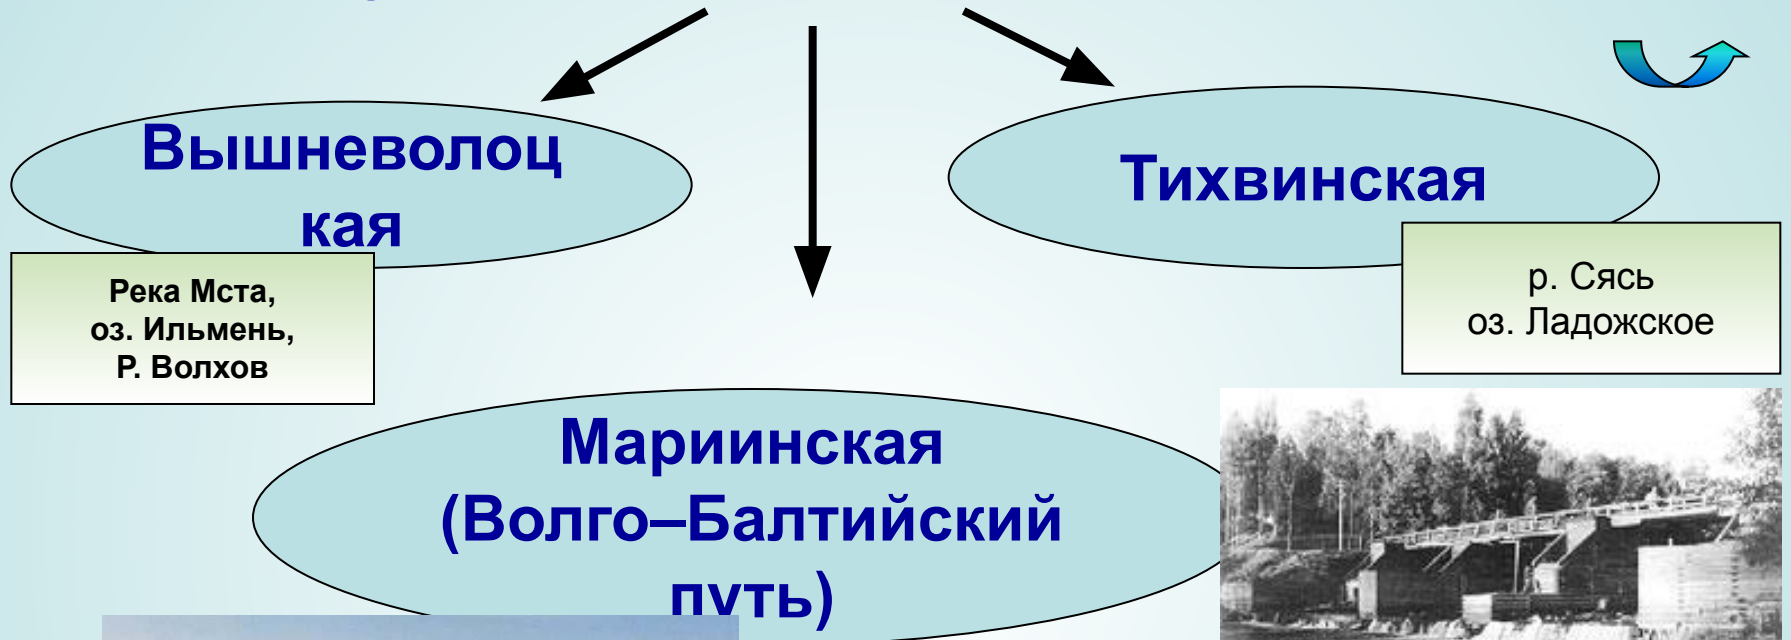 Вышневолоц
кая
Тихвинская
Река Мста,
оз. Ильмень,
Р. Волхов
р. Сясь
оз. Ладожское
Мариинская
(Волго–Балтийский
путь)